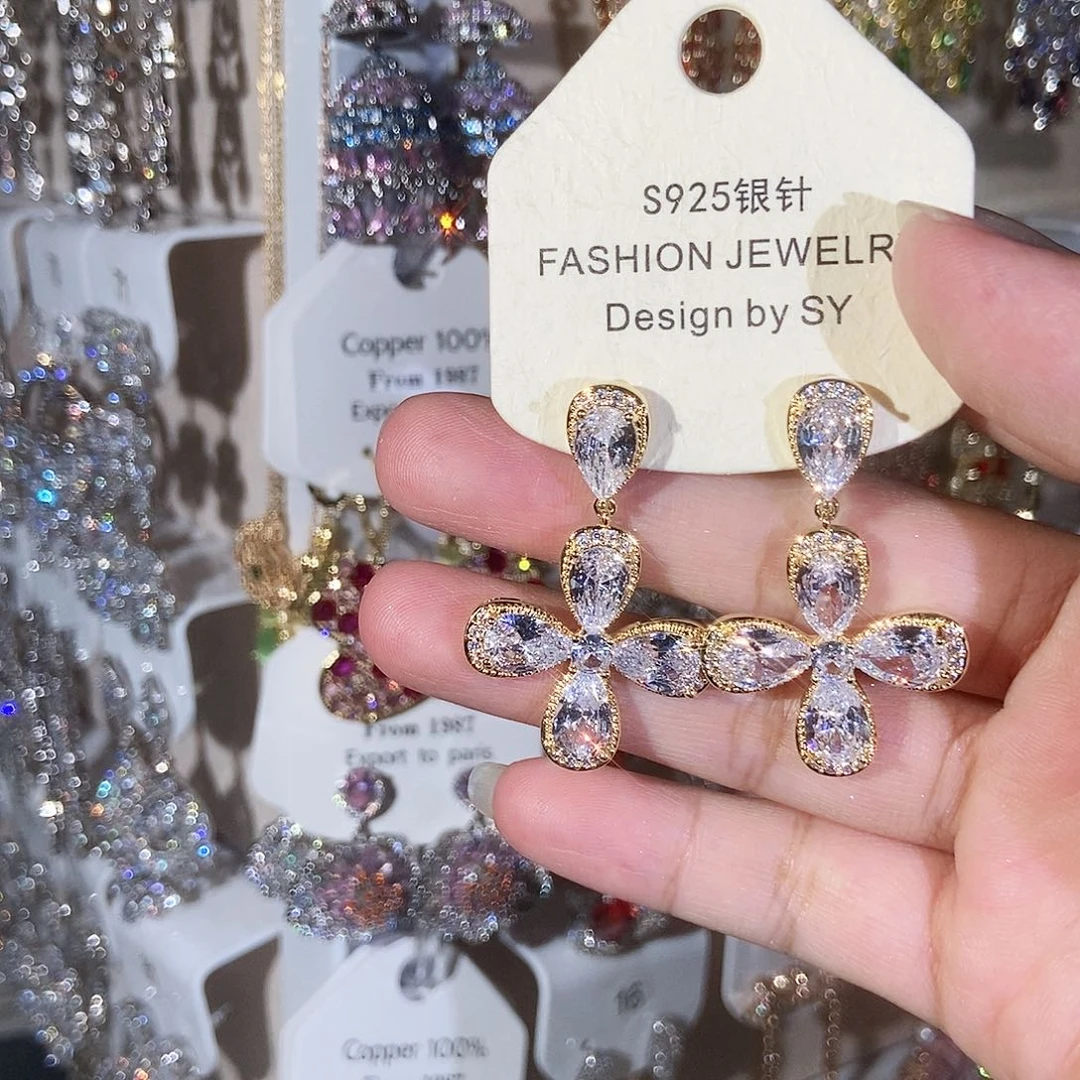 S925银针
FASHION JEWELR
Design by SY
Copper 100%
From 1987
From 1987
Export to paris
16
Copper 100%